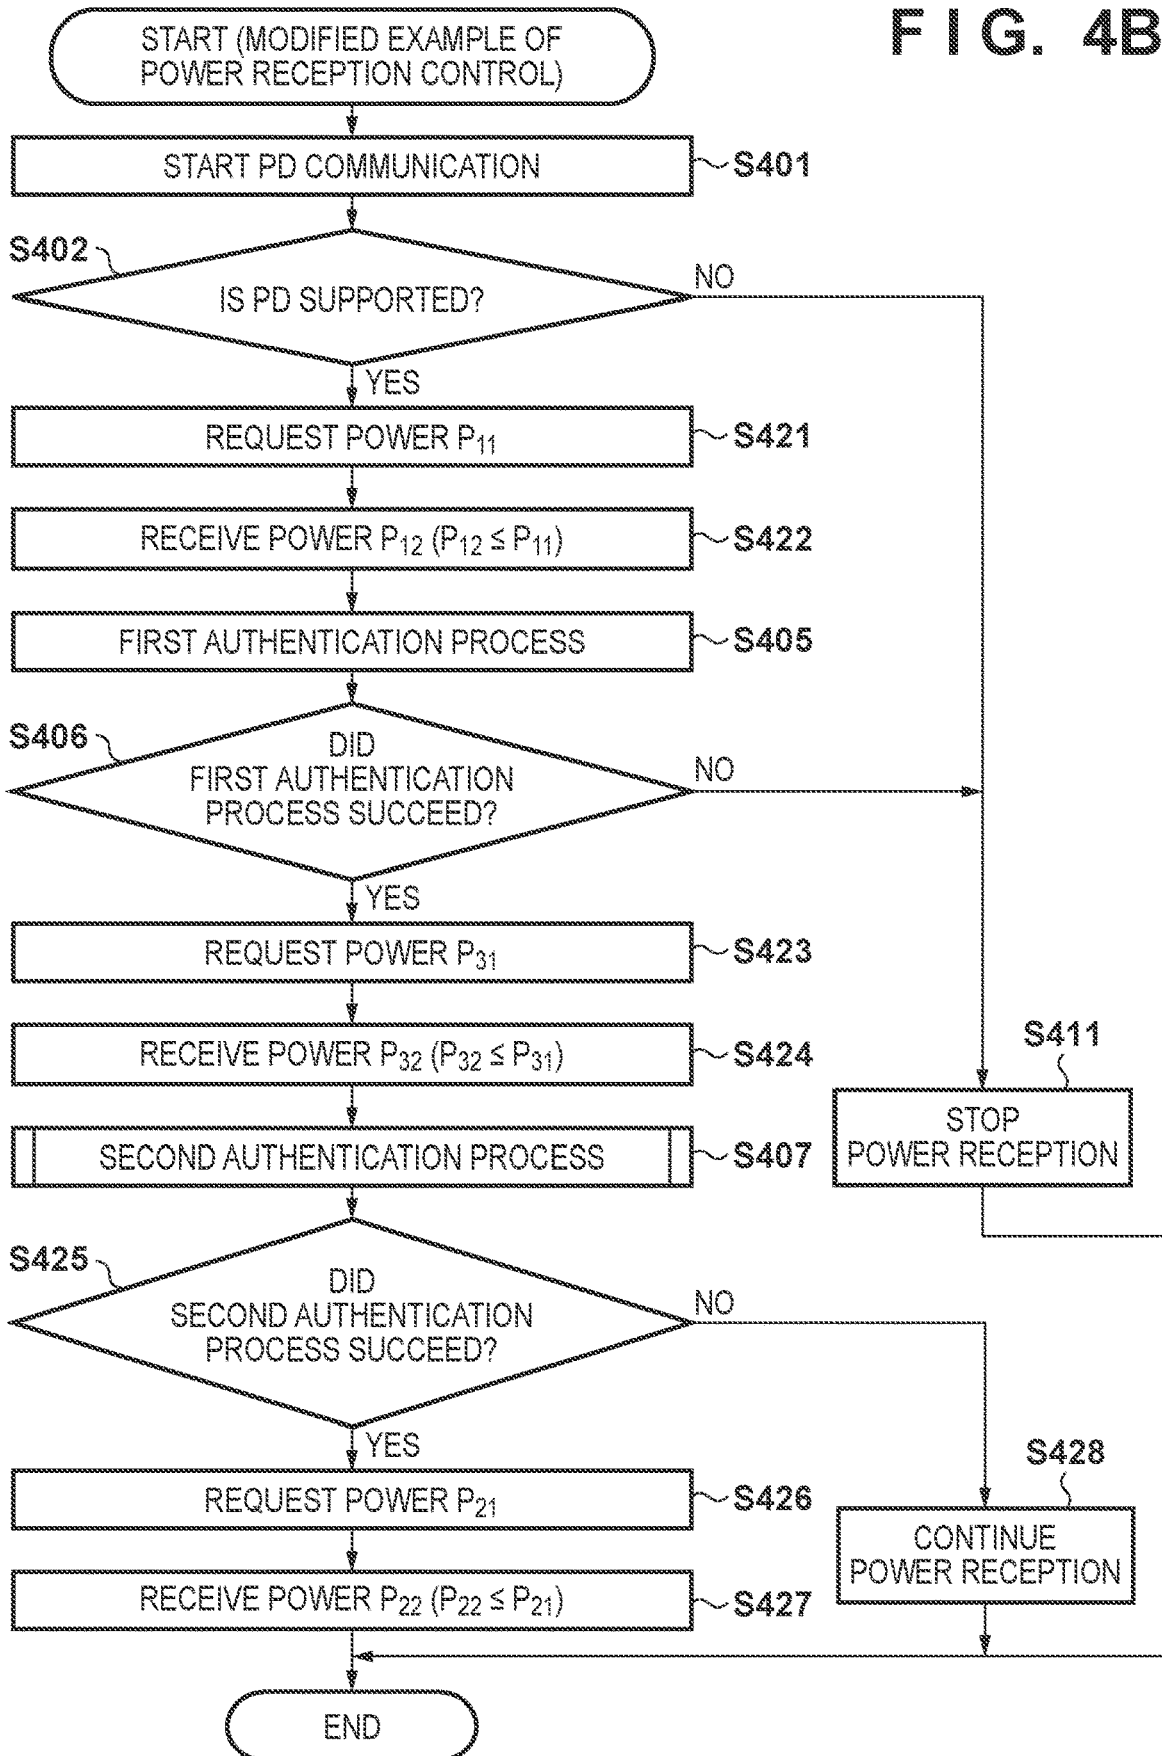 FIG. 4B
START (MODIFIED EXAMPLE OF
POWER RECEPTION CONTROL)
START PD COMMUNICATION
S401
S402
IS PD SUPPORTED?
NO
YES
REQUEST POWER P₁₁
S421
RECEIVE POWER P₁₂ (P₁₂ ≤ P₁₁)
S422
FIRST AUTHENTICATION PROCESS
S405
S406
DID
FIRST AUTHENTICATION
PROCESS SUCCEED?
NO
YES
REQUEST POWER P₃₁
S423
RECEIVE POWER P₃₂ (P₃₂ ≤ P₃₁)
S424
S411
STOP
POWER RECEPTION
SECOND AUTHENTICATION PROCESS
S407
S425
DID
SECOND AUTHENTICATION
PROCESS SUCCEED?
NO
YES
REQUEST POWER P₂₁
S426
S428
CONTINUE
POWER RECEPTION
RECEIVE POWER P₂₂ (P₂₂ ≤ P₂₁)
S427
END